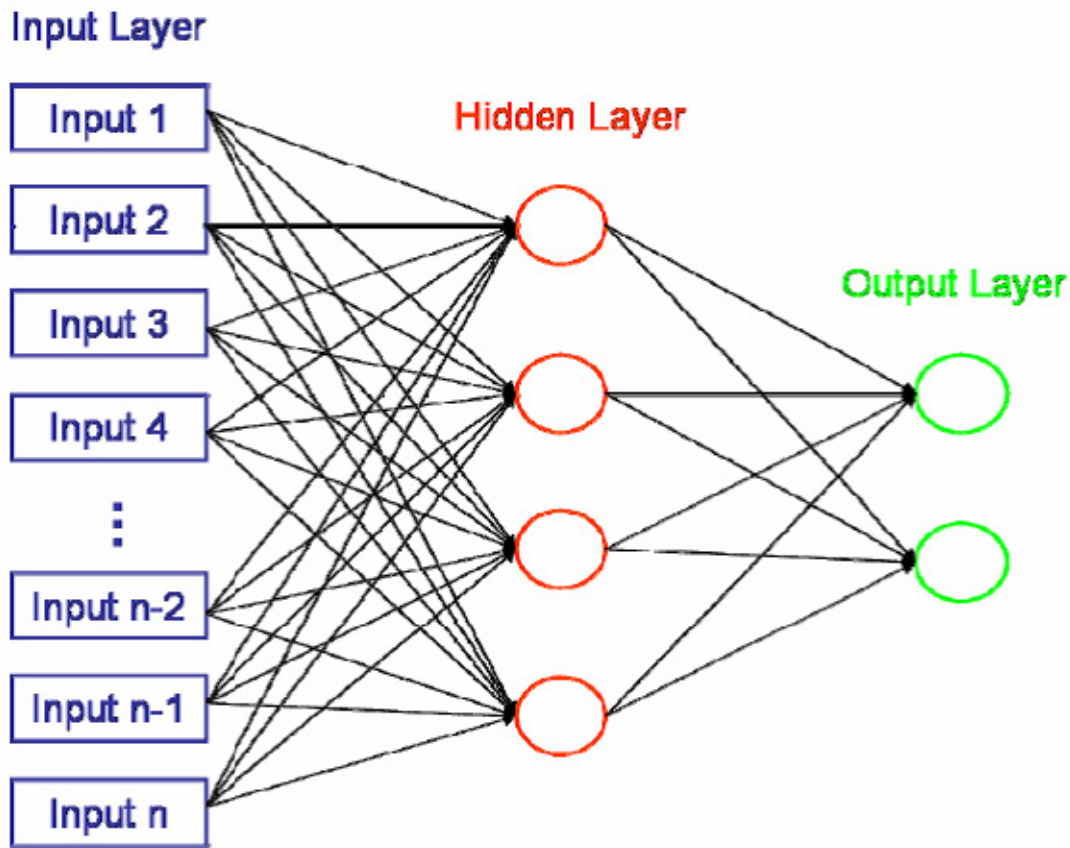 Input Layer
Input 1
Input 2
Input 3
Input 4
⋮
Input n-2
Input n-1
Input n
Hidden Layer
Output Layer